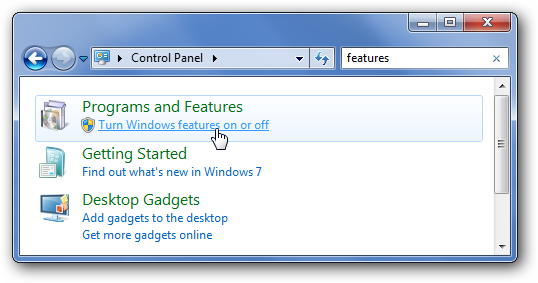 Control Panel
features
Programs and Features
Turn Windows features on or off
Getting Started
Find out what's new in Windows 7
Desktop Gadgets
Add gadgets to the desktop
Get more gadgets online